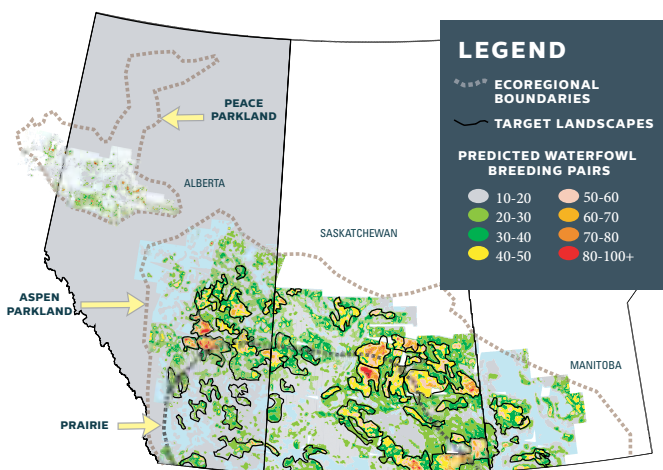 LEGEND
ECOREGIONAL
BOUNDARIES
TARGET LANDSCAPES
PREDICTED WATERFOWL
BREEDING PAIRS
10-20
20-30
30-40
40-50
50-60
60-70
70-80
80-100+
PEACE
PARKLAND
ALBERTA
SASKATCHEWAN
ASPEN
PARKLAND
MANITOBA
PRAIRIE